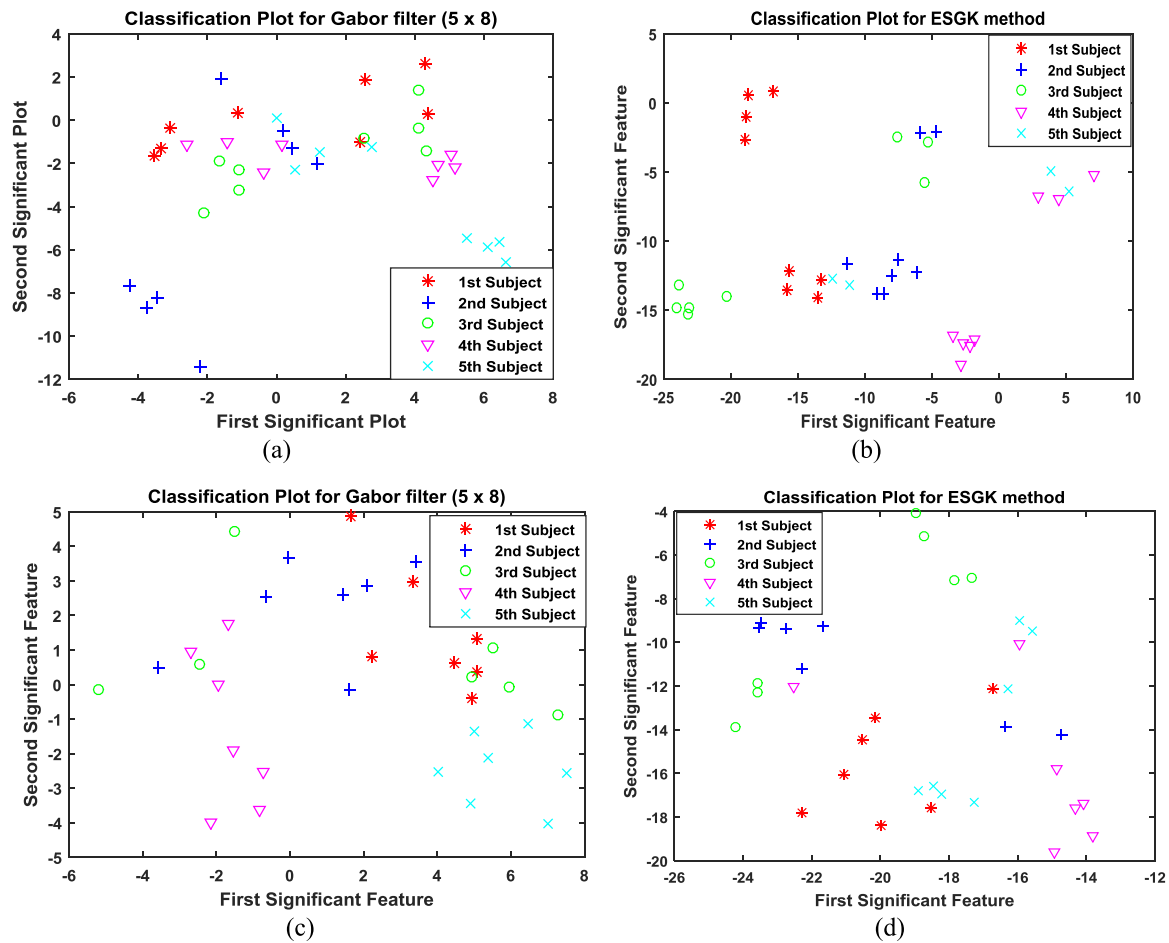 Classification Plot for Gabor filter (5 x 8)
Second Significant Plot
4
2
0
-2
-4
-6
-8
-10
-12
1st Subject
2nd Subject
3rd Subject
4th Subject
5th Subject
-6 -4 -2 0 2 4 6 8
First Significant Plot
(a)
Classification Plot for ESGK method
Second Significant Feature
5
0
-5
-10
-15
-20
1st Subject
2nd Subject
3rd Subject
4th Subject
5th Subject
-25 -20 -15 -10 -5 0 5 10
First Significant Feature
(b)
Classification Plot for Gabor filter (5 x 8)
Second Significant Feature
5
4
3
2
1
0
-1
-2
-3
-4
-5
1st Subject
2nd Subject
3rd Subject
4th Subject
5th Subject
-6 -4 -2 0 2 4 6 8
First Significant Feature
(c)
Classification Plot for ESGK method
Second Significant Feature
-4
-6
-8
-10
-12
-14
-16
-18
-20
1st Subject
2nd Subject
3rd Subject
4th Subject
5th Subject
-26 -24 -22 -20 -18 -16 -14 -12
First Significant Feature
(d)